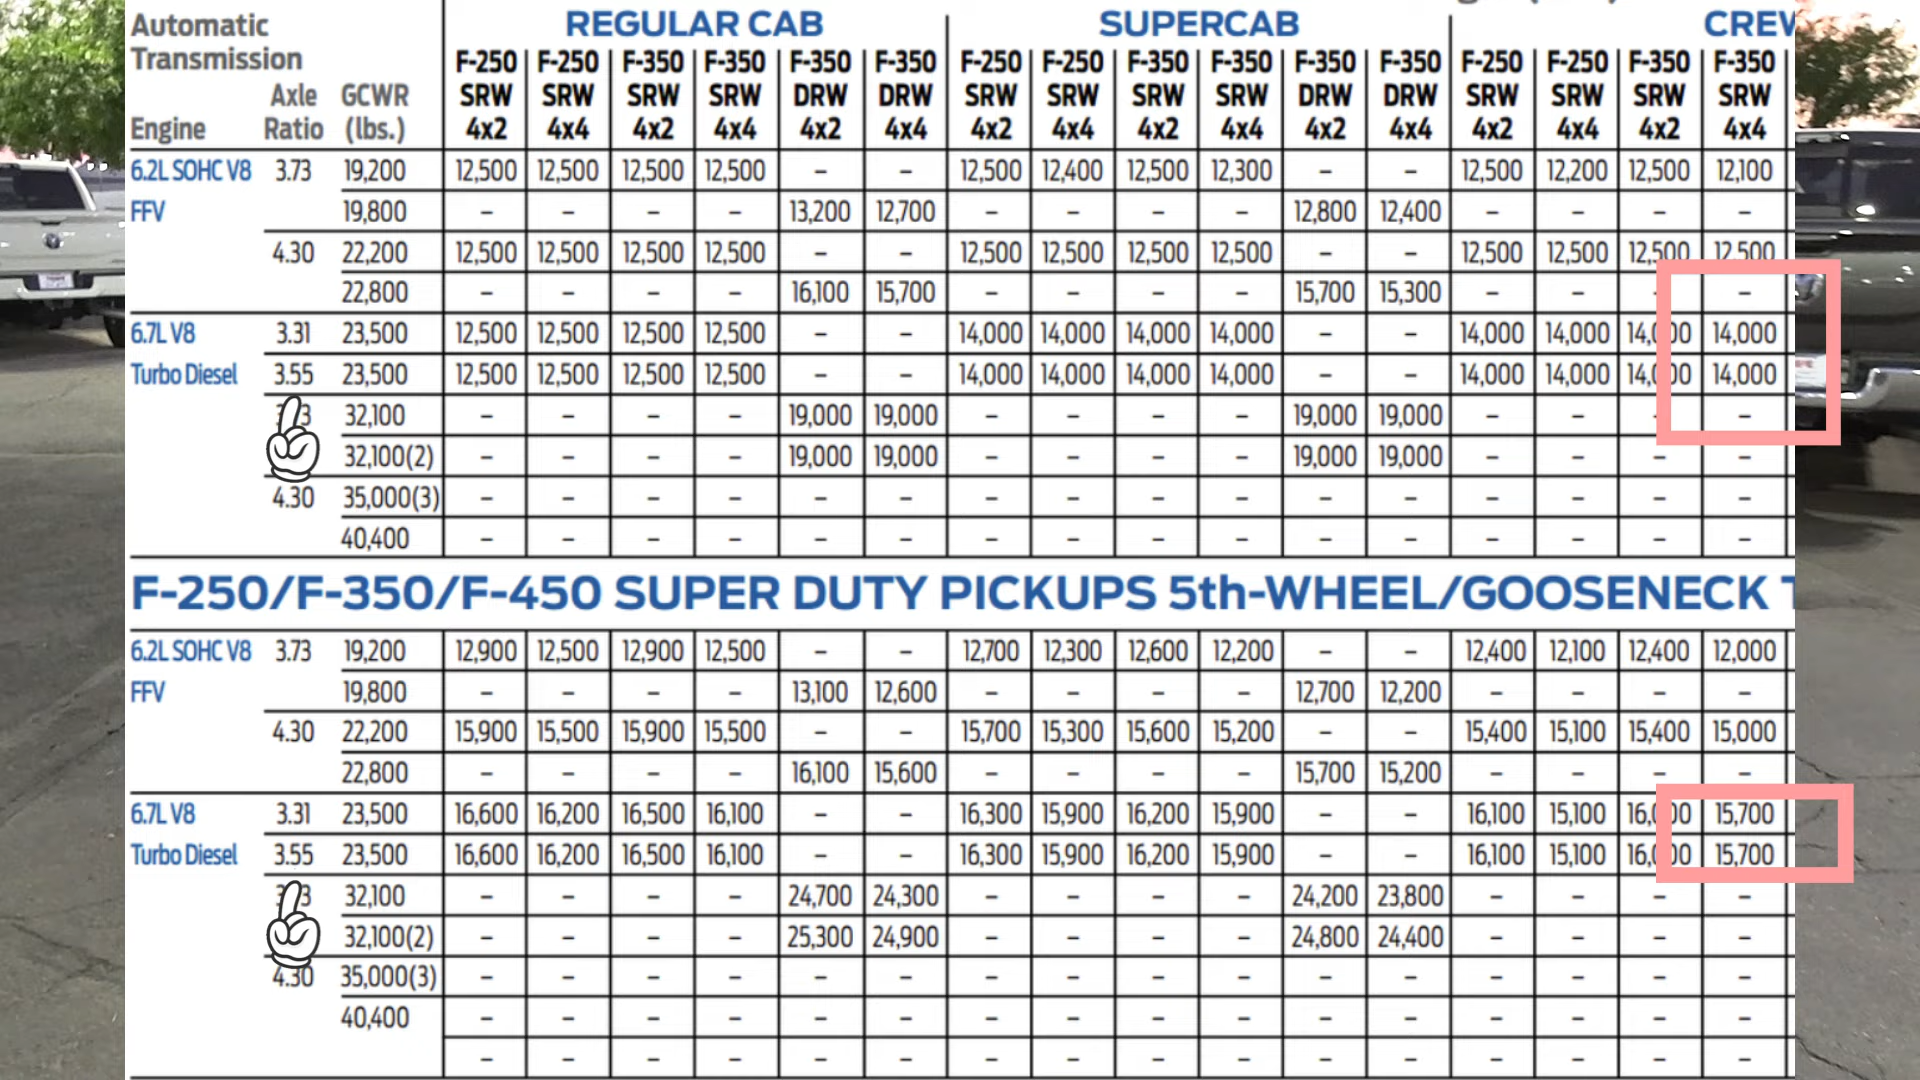 REGULAR CAB SUPERCAB CREW
Automatic Transmission
F-250 SRW 4x2 F-250 SRW 4x4 F-350 SRW 4x2 F-350 SRW 4x4 F-350 DRW 4x2 F-350 DRW 4x4 F-250 SRW 4x2 F-250 SRW 4x4 F-350 SRW 4x2 F-350 SRW 4x4 F-350 DRW 4x2 F-350 DRW 4x4 F-250 SRW 4x2 F-250 SRW 4x4 F-350 SRW 4x2 F-350 SRW 4x4
Engine Axle Ratio GCWR (lbs.)
6.2L SOHC V8 3.73 19,200 12,500 12,500 12,500 12,500 – – 12,500 12,400 12,500 12,300 – – 12,500 12,200 12,500 12,100
FFV 19,800 – – – – 13,200 12,700 – – – – 12,800 12,400 – – – –
4.30 22,200 12,500 12,500 12,500 12,500 – – 12,500 12,500 12,500 12,500 – – 12,500 12,500 12,500 12,500
22,800 – – – – 16,100 15,700 – – – – 15,700 15,300 – – –
6.7L V8 3.31 23,500 12,500 12,500 12,500 12,500 – – 14,000 14,000 14,000 14,000 – – 14,000 14,000 14,000 14,000
Turbo Diesel 3.55 23,500 12,500 12,500 12,500 12,500 – – 14,000 14,000 14,000 14,000 – – 14,000 14,000 14,000 14,000
32,100 – – – – 19,000 19,000 – – – – 19,000 19,000 – – –
32,100(2) – – – – 19,000 19,000 – – – – 19,000 19,000 – – – –
4.30 35,000(3) – – – – – – – – – – – – – – – –
40,400 – – – – – – – – – – – – – – – –
F-250/F-350/F-450 SUPER DUTY PICKUPS 5th-WHEEL/GOOSENECK
6.2L SOHC V8 3.73 19,200 12,900 12,500 12,900 12,500 – – 12,700 12,300 12,600 12,200 – – 12,400 12,100 12,400 12,000
FFV 19,800 – – – – 13,100 12,600 – – – – 12,700 12,200 – – – –
4.30 22,200 15,900 15,500 15,900 15,500 – – 15,700 15,300 15,600 15,200 – – 15,400 15,100 15,400 15,000
22,800 – – – – 16,100 15,600 – – – – 15,700 15,200 – – – –
6.7L V8 3.31 23,500 16,600 16,200 16,500 16,100 – – 16,300 15,900 16,200 15,900 – – 16,100 15,100 16,000 15,700
Turbo Diesel 3.55 23,500 16,600 16,200 16,500 16,100 – – 16,300 15,900 16,200 15,900 – – 16,100 15,100 16,000 15,700
32,100 – – – – 24,700 24,300 – – – – 24,200 23,800 – – – –
32,100(2) – – – – 25,300 24,900 – – – – 24,800 24,400 – – – –
4.30 35,000(3) – – – – – – – – – – – – – – – –
40,400 – – – – – – – – – – – – – – – –
– – – – – – – – – – – – – – – –